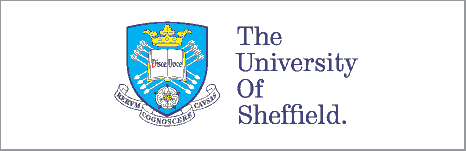 Disce Doce
RERVM
COGNOSCERE
CAVSAS
The
University
Of
Sheffield.